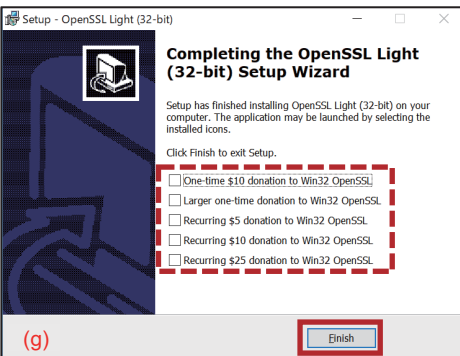 Setup - OpenSSL Light (32-bit)
Completing the OpenSSL Light
(32-bit) Setup Wizard
Setup has finished installing OpenSSL Light (32-bit) on your
computer. The application may be launched by selecting the
installed icons.
Click Finish to exit Setup.
One-time $10 donation to Win32 OpenSSL
Larger one-time donation to Win32 OpenSSL
Recurring $5 donation to Win32 OpenSSL
Recurring $10 donation to Win32 OpenSSL
Recurring $25 donation to Win32 OpenSSL
(g)
Finish